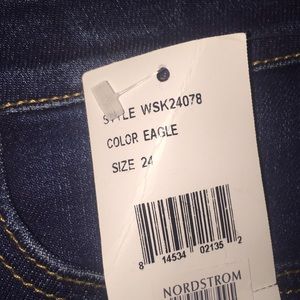 STYLE WSK24078
COLOR EAGLE
SIZE 24
8 14534 02135 2
NORDSTROM